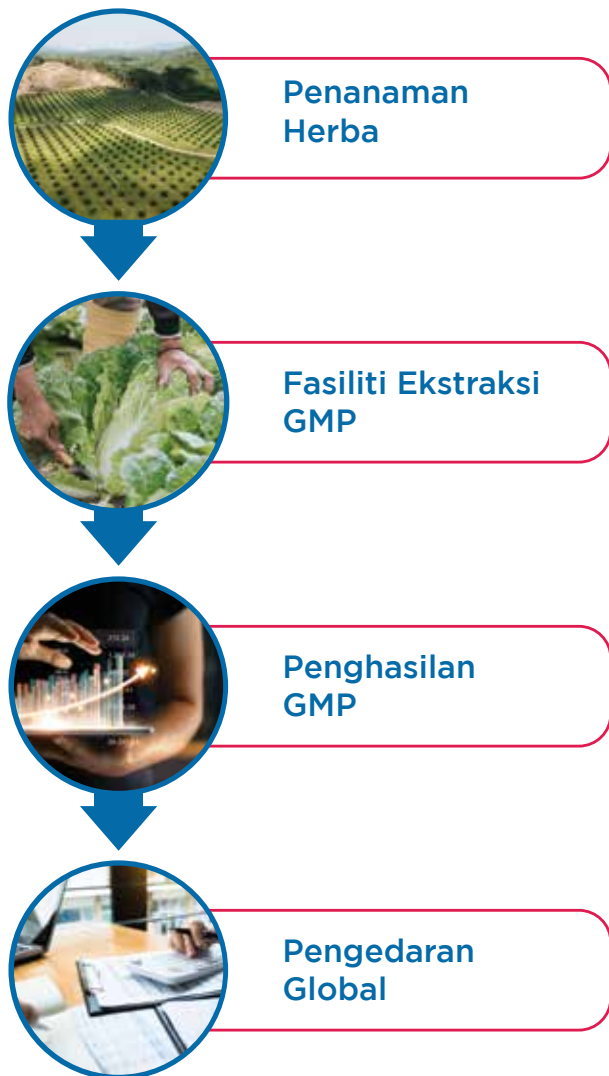 Penanaman
Herba
Fasiliti Ekstraksi
GMP
Penghasilan
GMP
Pengedaran
Global